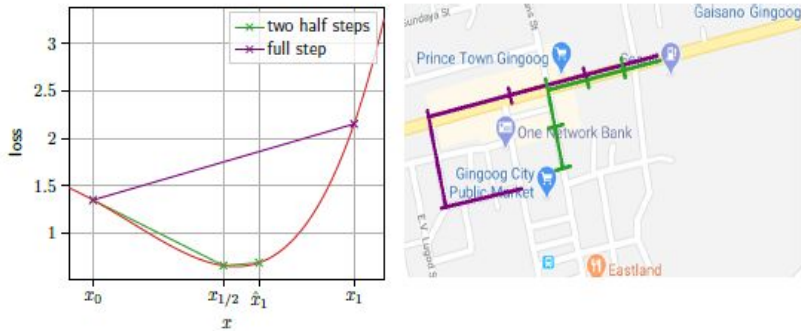 3
2.5
2
1.5
1
loss
two half steps
full step
x₀
x₁/₂
x̂₁
x₁
x
Gaisano Gingoog
Prince Town Gingoog
One Network Bank
Gingoog City
Public Market
E.V. Lugod S
Eastland